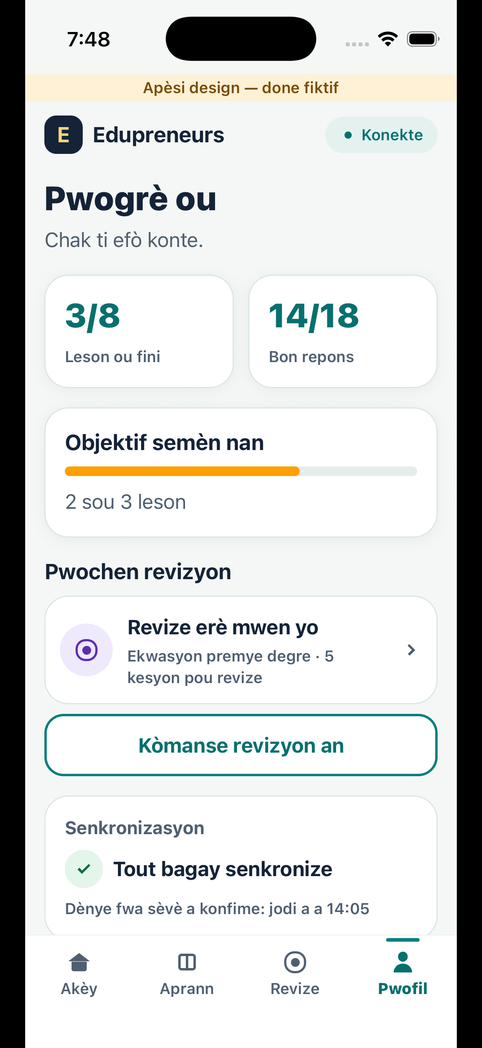 7:48
Apèsi design — done fiktif
E Edupreneurs
Konekte
Pwogrè ou
Chak ti efò konte.
3/8
Leson ou fini
14/18
Bon repons
Objektif semèn nan
2 sou 3 leson
Pwochen revizyon
Revize erè mwen yo
Ekwasyon premye degre · 5
kesyon pou revize
Kòmanse revizyon an
Senkronizasyon
Tout bagay senkronize
Dènye fwa sèvè a konfime: jodi a a 14:05
Akèy
Aprann
Revize
Pwofil